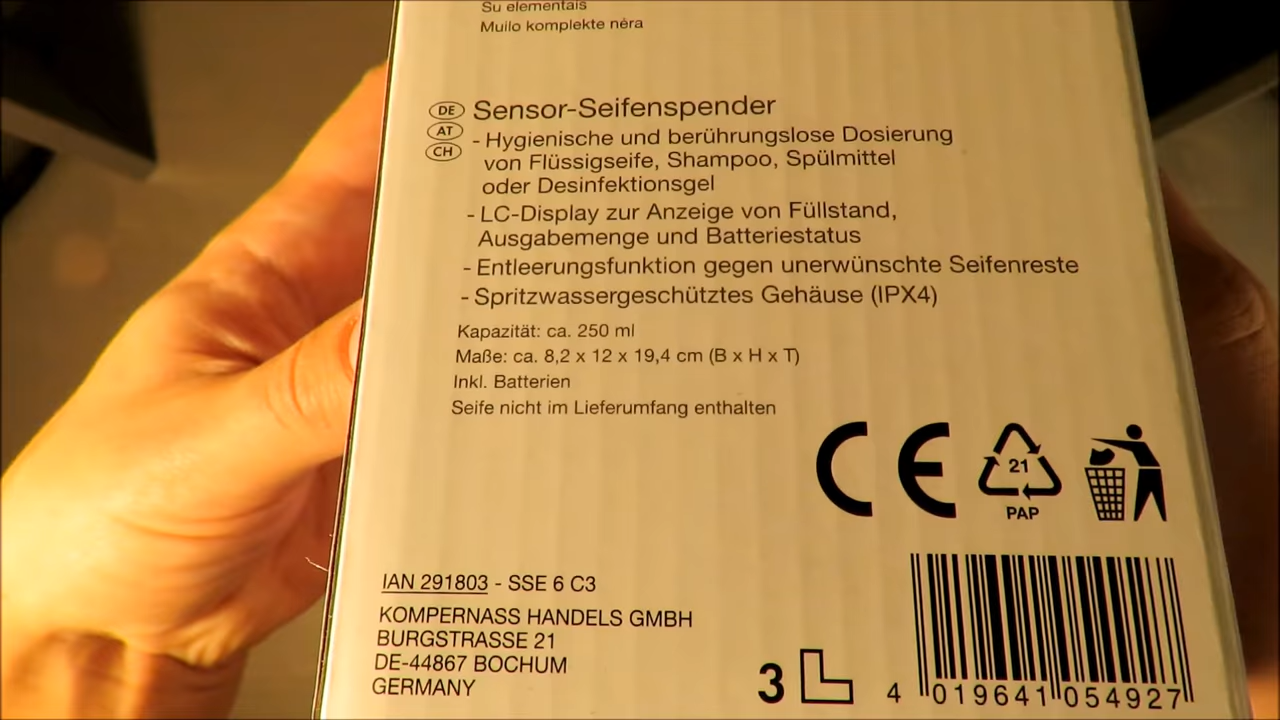 Su elementais
Muilo komplekte nėra
DE Sensor-Seifenspender
AT
CH
- Hygienische und berührungslose Dosierung
von Flüssigseife, Shampoo, Spülmittel
oder Desinfektionsgel
- LC-Display zur Anzeige von Füllstand,
Ausgabemenge und Batteriestatus
- Entleerungsfunktion gegen unerwünschte Seifenreste
- Spritzwassergeschütztes Gehäuse (IPX4)
Kapazität: ca. 250 ml
Maße: ca. 8,2 x 12 x 19,4 cm (B x H x T)
Inkl. Batterien
Seife nicht im Lieferumfang enthalten
CE
21
PAP
IAN 291803 - SSE 6 C3
KOMPERNASS HANDELS GMBH
BURGSTRASSE 21
DE-44867 BOCHUM
GERMANY
3 L
4 019641 054927